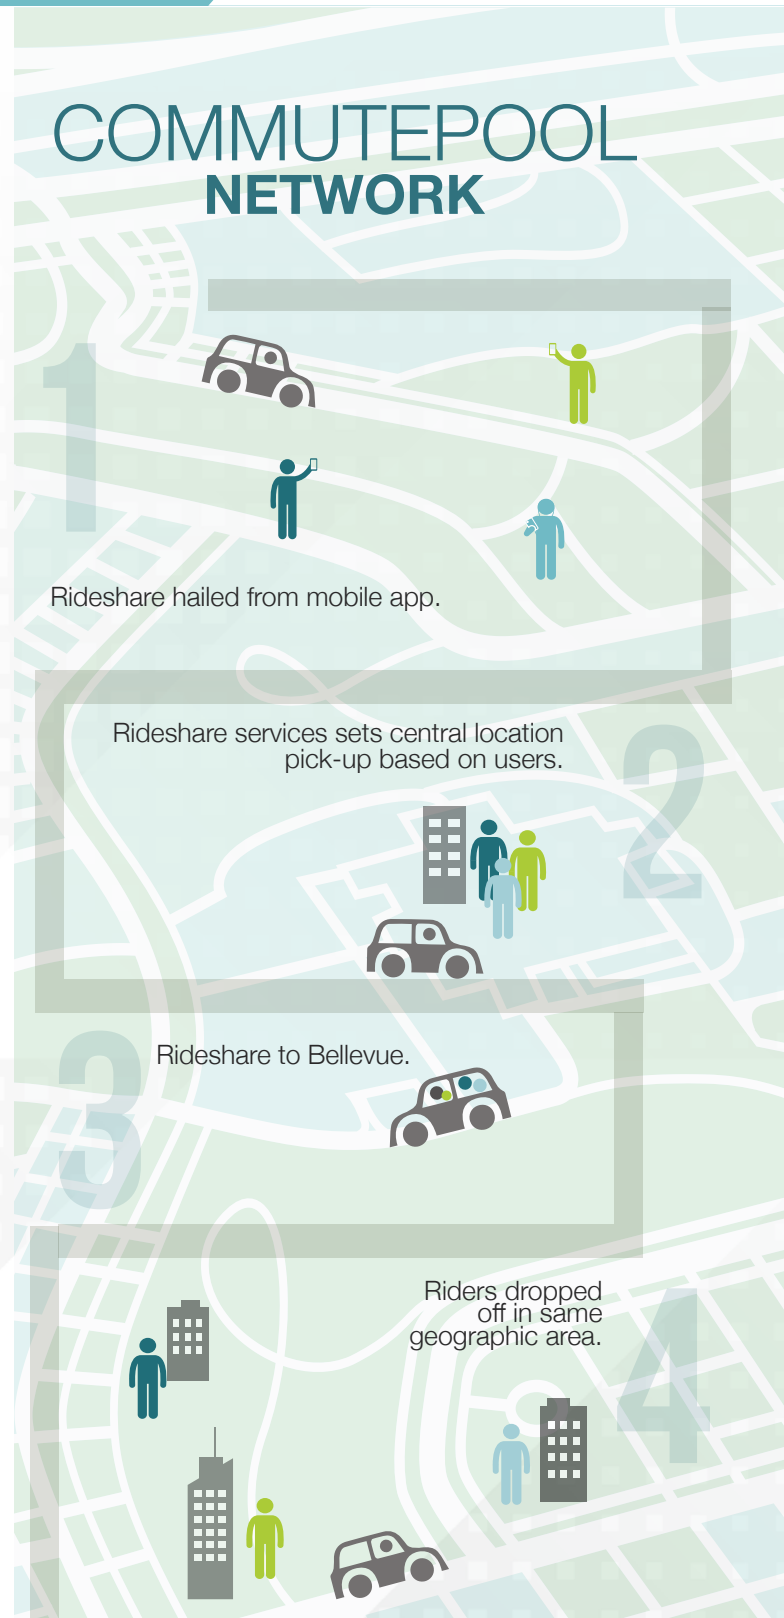 COMMUTEPOOL
NETWORK
1
Rideshare hailed from mobile app.
Rideshare services sets central location
pick-up based on users.
2
3
Rideshare to Bellevue.
Riders dropped
off in same
geographic area.
4